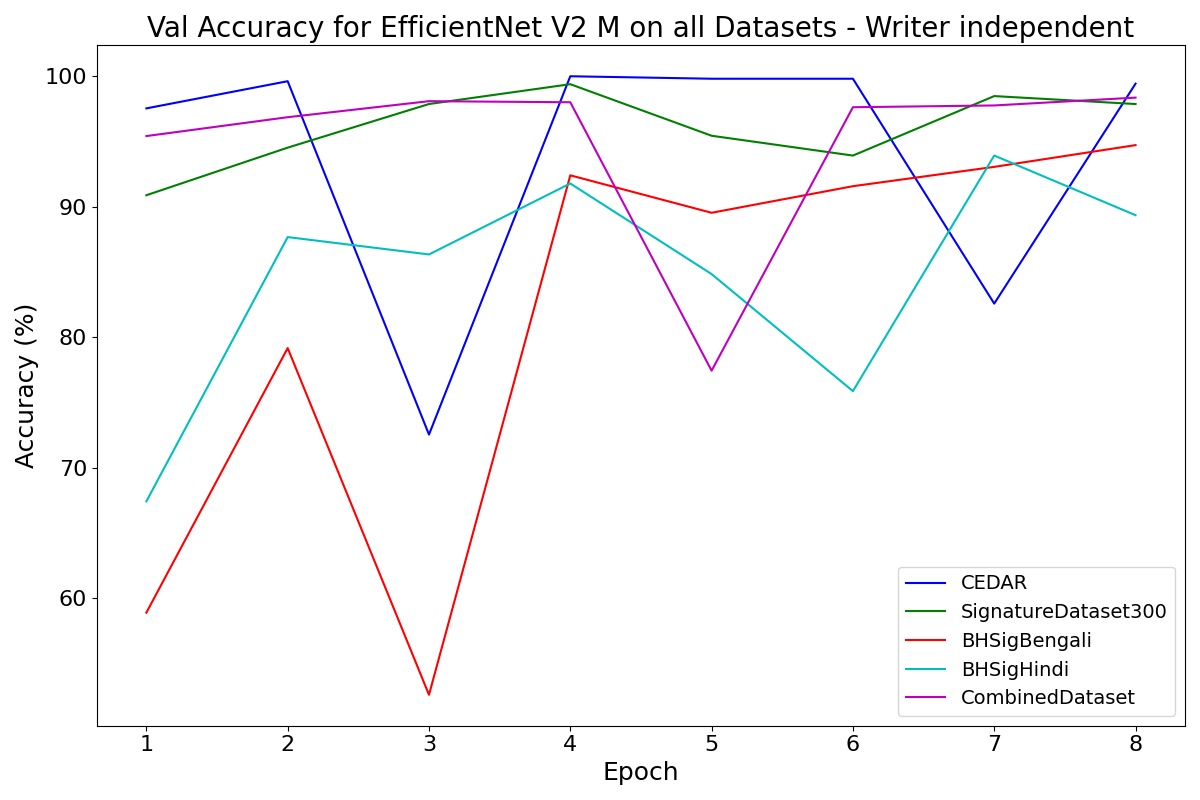 Val Accuracy for EfficientNet V2 M on all Datasets - Writer independent
100
90
80
70
60
Accuracy (%)
1 2 3 4 5 6 7 8
Epoch
CEDAR
SignatureDataset300
BHSigBengali
BHSigHindi
CombinedDataset